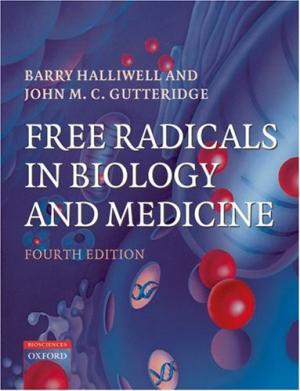 BARRY HALLIWELL AND
JOHN M. C. GUTTERIDGE
FREE RADICALS
IN BIOLOGY
AND MEDICINE
FOURTH EDITION
BIOSCIENCES
OXFORD